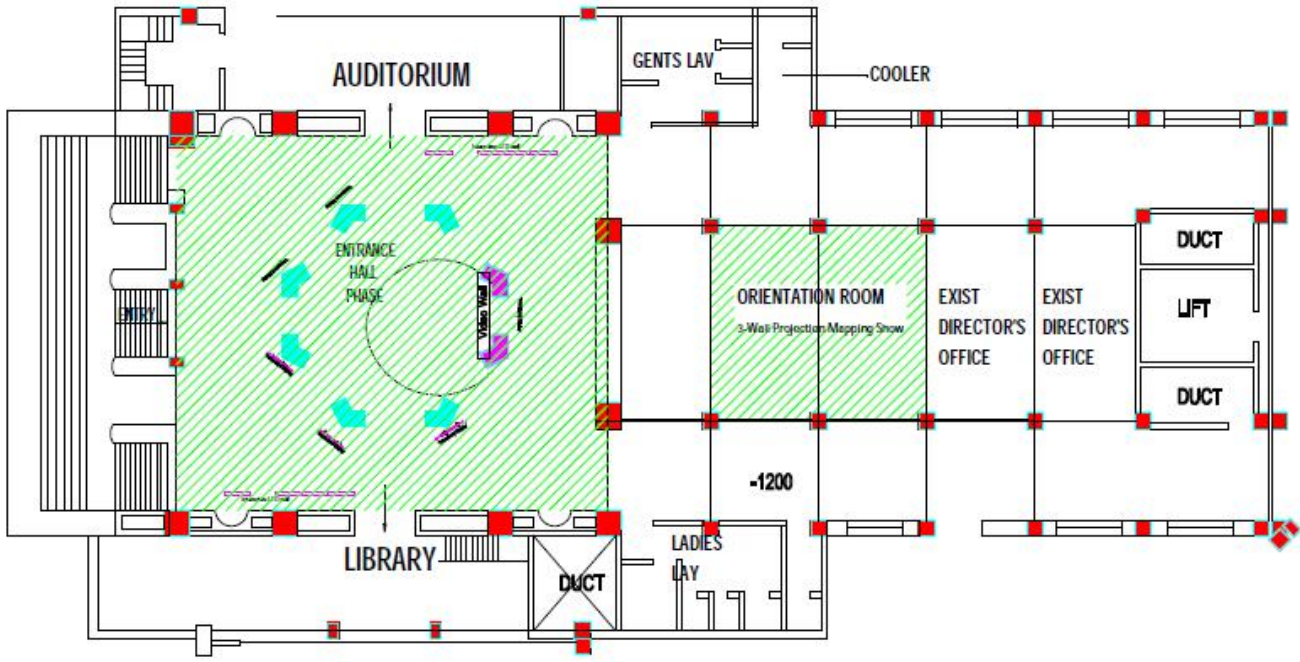 GENTS LAV
AUDITORIUM
COOLER
ENTRANCE
HALL
PHASE
DUCT
ORIENTATION ROOM
3-Wall Projection Mapping Show
EXIST
DIRECTOR'S
OFFICE
EXIST
DIRECTOR'S
OFFICE
LIFT
ENTRY
Video Wall
DUCT
-1200
LADIES
LAY
LIBRARY
DUCT